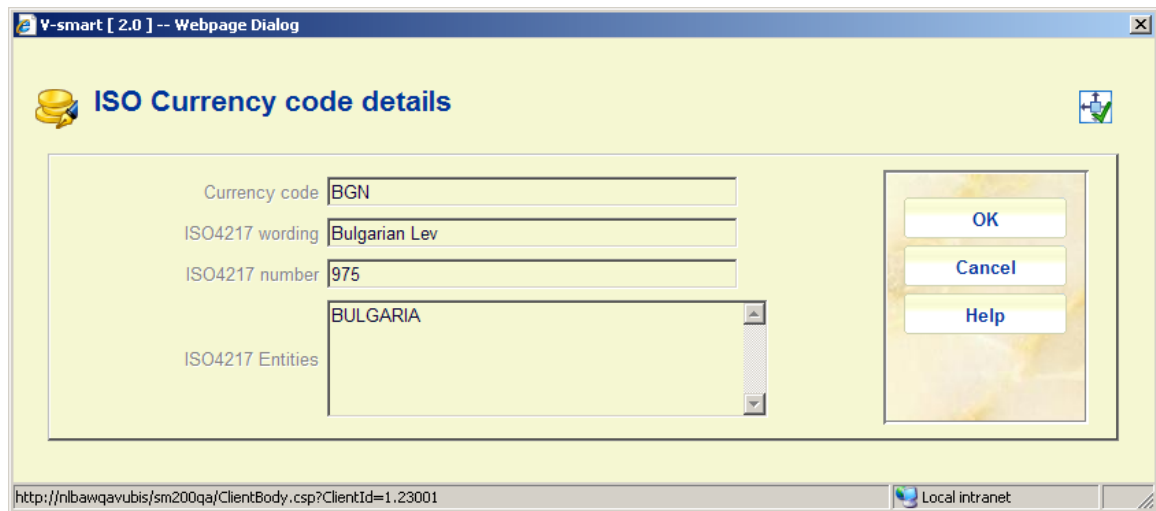 V-smart [ 2.0 ] -- Webpage Dialog
ISO Currency code details
Currency code BGN
ISO4217 wording Bulgarian Lev
ISO4217 number 975
ISO4217 Entities BULGARIA
OK
Cancel
Help
http://nlbawqavubis/sm200qa/ClientBody.csp?ClientId=1.23001
Local intranet